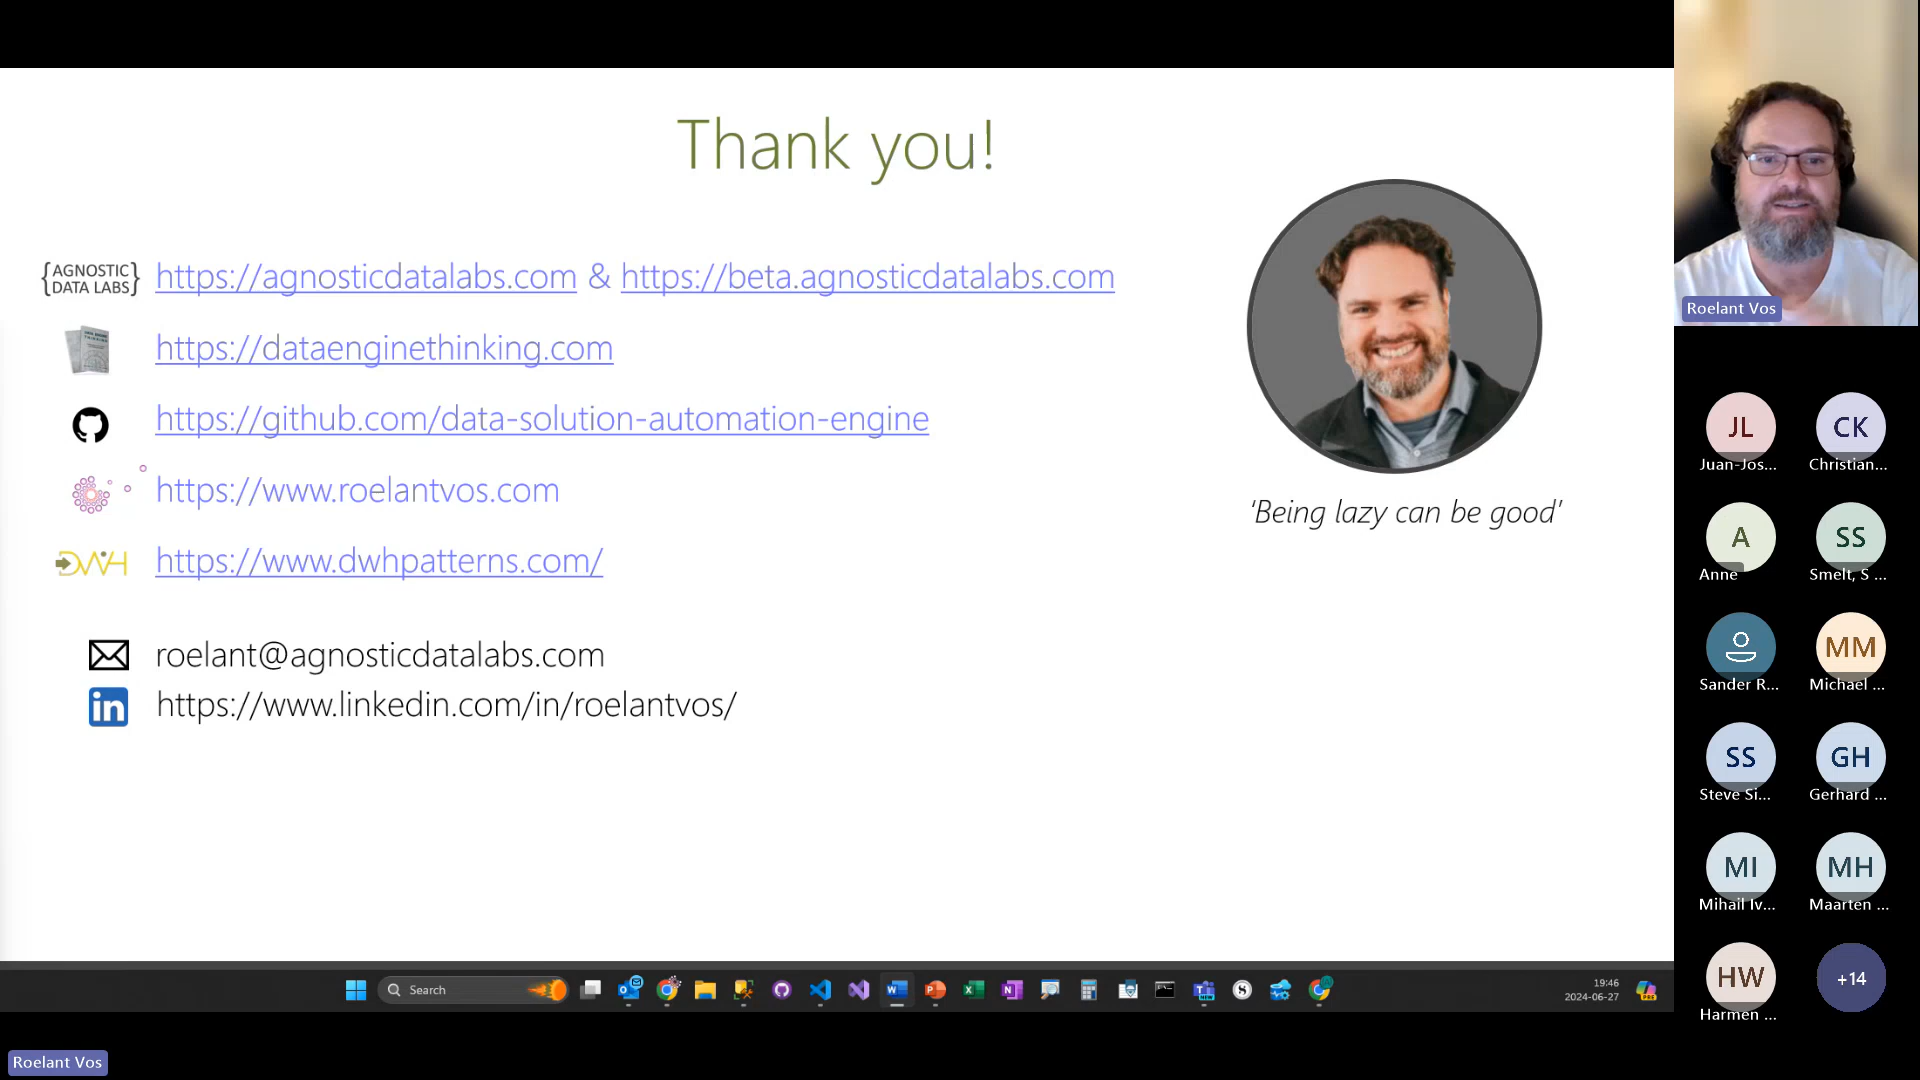 Thank you!
{AGNOSTIC
DATA LABS}
https://agnosticdatalabs.com & https://beta.agnosticdatalabs.com
https://dataenginethinking.com
https://github.com/data-solution-automation-engine
https://www.roelantvos.com
DWH
https://www.dwhpatterns.com/
roelant@agnosticdatalabs.com
in
https://www.linkedin.com/in/roelantvos/
'Being lazy can be good'
Search
19:46
2024-06-27
Roelant Vos
Roelant Vos
JL
Juan-Jos...
CK
Christian...
A
Anne
SS
Smelt, S ...
Sander R...
MM
Michael ...
SS
Steve Si...
GH
Gerhard ...
MI
Mihail Iv...
MH
Maarten ...
HW
Harmen ...
+14